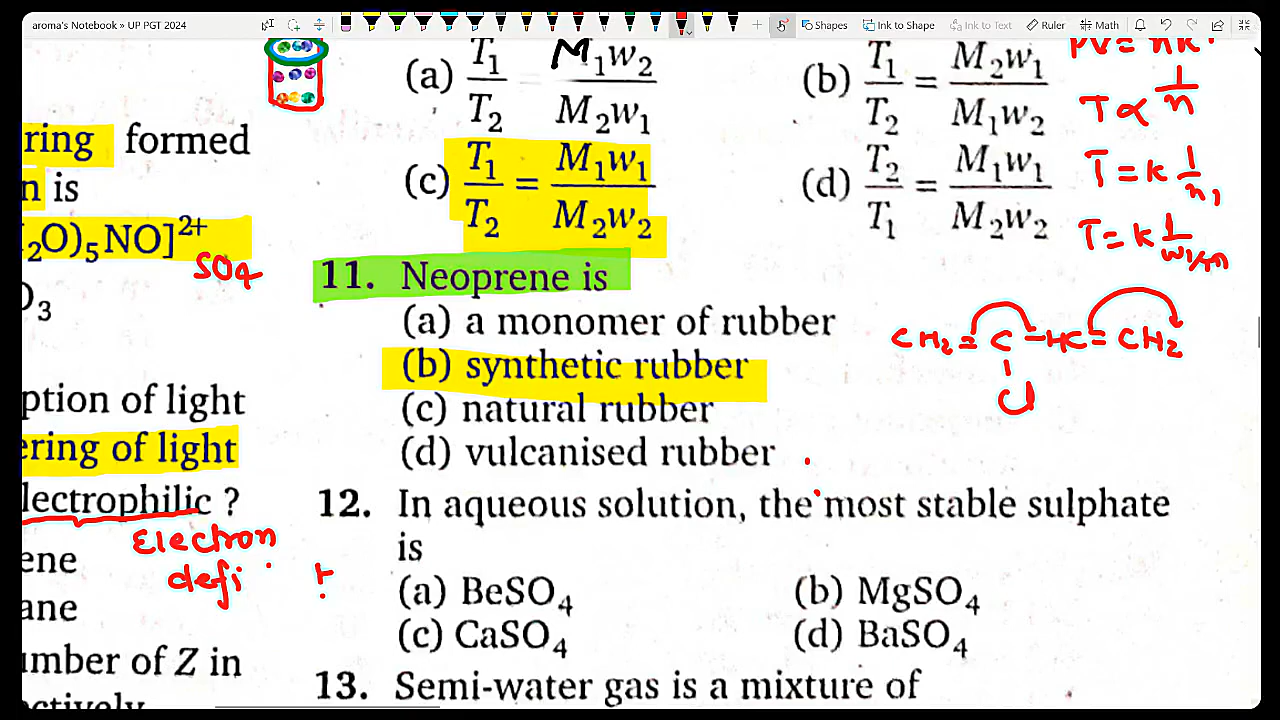 aroma's Notebook » UP PGT 2024
Shapes
Ink to Shape
Ink to Text
Ruler
Math
ring formed
n is
2O)5NO]2+
SO4
O3
ption of light
ering of light
lectrophilic ?
Electron
defi
ene
ane
umber of Z in
(a) T1/T2 = M1w2/M2w1
(b) T1/T2 = M2w1/M1w2
(c) T1/T2 = M1w1/M2w2
(d) T2/T1 = M1w1/M2w2
11. Neoprene is
(a) a monomer of rubber
(b) synthetic rubber
(c) natural rubber
(d) vulcanised rubber
12. In aqueous solution, the most stable sulphate
is
(a) BeSO4
(b) MgSO4
(c) CaSO4
(d) BaSO4
13. Semi-water gas is a mixture of
T ∝ 1/n
T = k 1/n1
T = k 1/w1/m
CH2 = C - HC = CH2
Cl